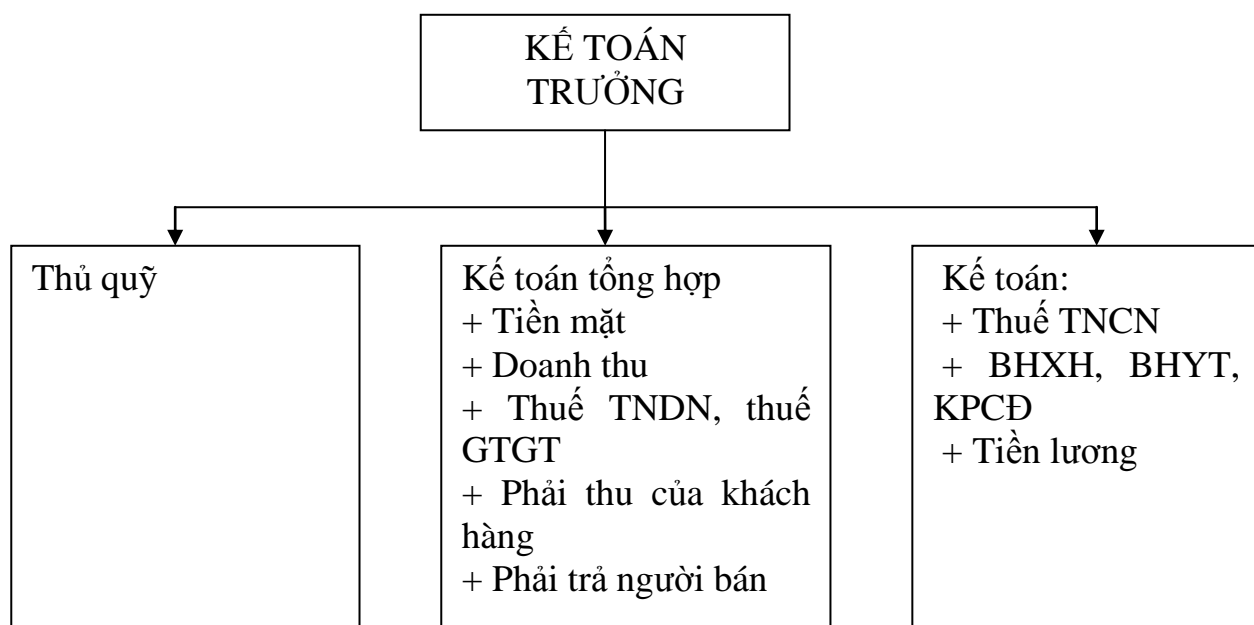 KẾ TOÁN
TRƯỞNG
Thủ quỹ
Kế toán tổng hợp
+ Tiền mặt
+ Doanh thu
+ Thuế TNDN, thuế
GTGT
+ Phải thu của khách
hàng
+ Phải trả người bán
Kế toán:
+ Thuế TNCN
+ BHXH, BHYT,
KPCĐ
+ Tiền lương